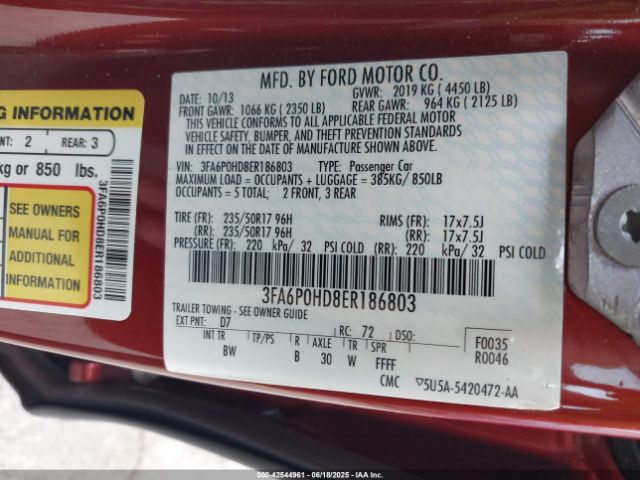 MFD. BY FORD MOTOR CO.
DATE: 10/13 GVWR: 2019 KG ( 4450 LB)
FRONT GAWR: 1066 KG ( 2350 LB) REAR GAWR: 964 KG ( 2125 LB)
THIS VEHICLE CONFORMS TO ALL APPLICABLE FEDERAL MOTOR
VEHICLE SAFETY, BUMPER, AND THEFT PREVENTION STANDARDS
IN EFFECT ON THE DATE OF MANUFACTURE SHOWN ABOVE.
VIN: 3FA6P0HD8ER186803 TYPE: Passenger Car
MAXIMUM LOAD = OCCUPANTS + LUGGAGE = 385KG/ 850LB
OCCUPANTS = 5 TOTAL; 2 FRONT, 3 REAR
TIRE (FR): 235/50R17 96H RIMS (FR): 17x7.5J
(RR): 235/50R17 96H (RR): 17x7.5J
PRESSURE (FR): 220 kPa/ 32 PSI COLD (RR): 220 kPa/ 32 PSI COLD
3FA6P0HD8ER186803
TRAILER TOWING - SEE OWNER GUIDE
EXT PNT: D7 RC: 72 DSO: F0035
INT TR TP/PS R AXLE TR SPR R0046
BW B 30 W FFFF
CMC ▽5U5A-5420472-AA
G INFORMATION
NT: 2 REAR: 3
kg or 850 lbs.
SEE OWNERS
MANUAL FOR
ADDITIONAL
INFORMATION
3FA6P0HD8ER186803
000-42544961 - 06/18/2025 - IAAI.COM